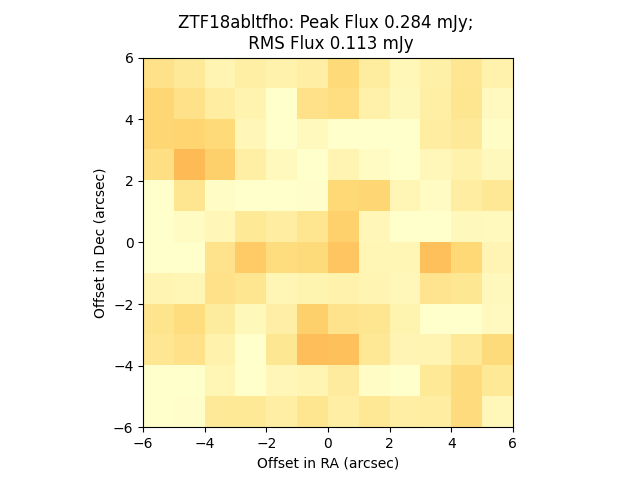 ZTF18abltfho: Peak Flux 0.284 mJy;
RMS Flux 0.113 mJy
6
4
2
0
−2
−4
−6
Offset in Dec (arcsec)
−6 −4 −2 0 2 4 6
Offset in RA (arcsec)